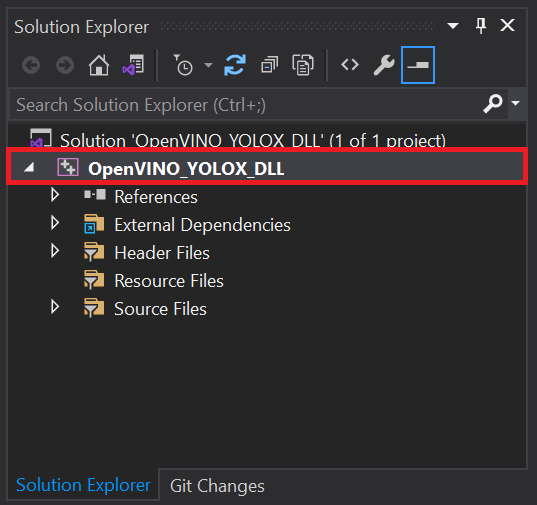 Solution Explorer
Search Solution Explorer (Ctrl+;)
Solution 'OpenVINO_YOLOX_DLL' (1 of 1 project)
OpenVINO_YOLOX_DLL
References
External Dependencies
Header Files
Resource Files
Source Files
Solution Explorer Git Changes